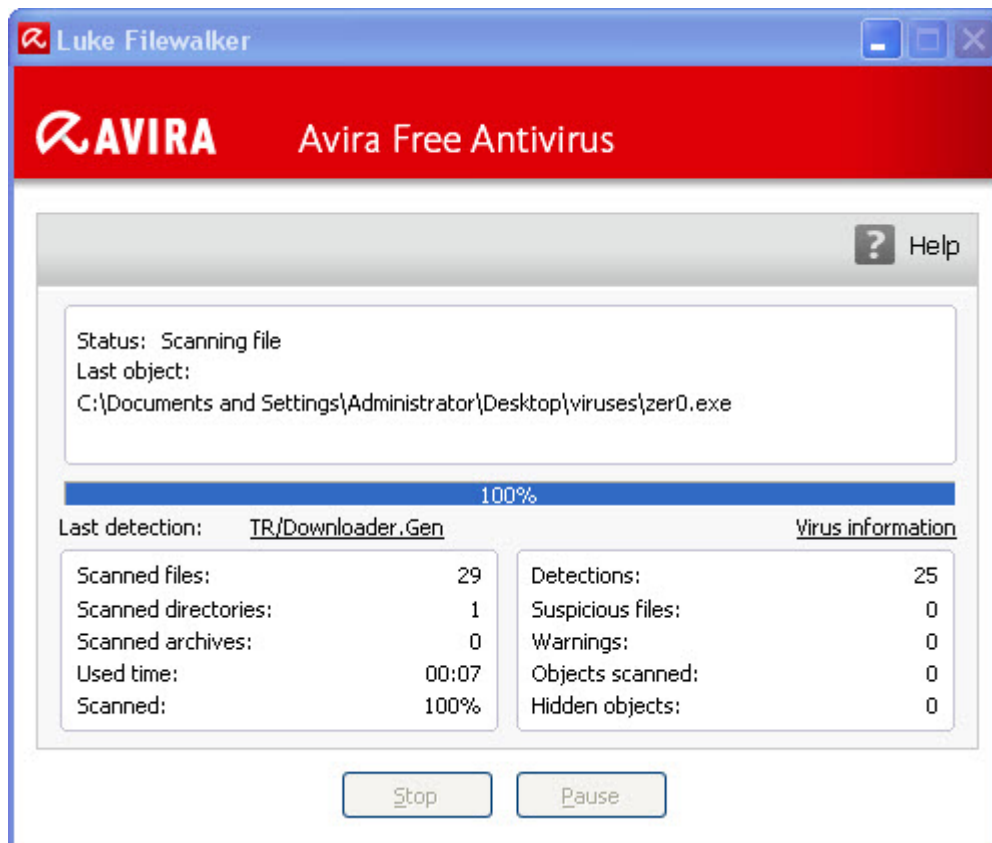 Luke Filewalker
AVIRA Avira Free Antivirus
? Help
Status: Scanning file
Last object:
C:\Documents and Settings\Administrator\Desktop\viruses\zer0.exe
100%
Last detection: TR/Downloader.Gen Virus information
Scanned files: 29
Scanned directories: 1
Scanned archives: 0
Used time: 00:07
Scanned: 100%
Detections: 25
Suspicious files: 0
Warnings: 0
Objects scanned: 0
Hidden objects: 0
Stop Pause